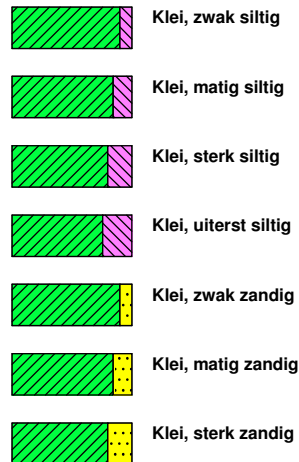 Klei, zwak siltig
Klei, matig siltig
Klei, sterk siltig
Klei, uiterst siltig
Klei, zwak zandig
Klei, matig zandig
Klei, sterk zandig